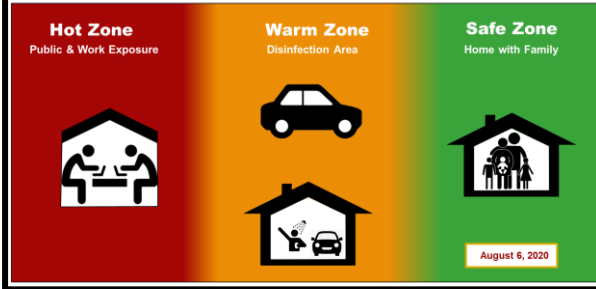 Hot Zone
Public & Work Exposure
Warm Zone
Disinfection Area
Safe Zone
Home with Family
August 6, 2020